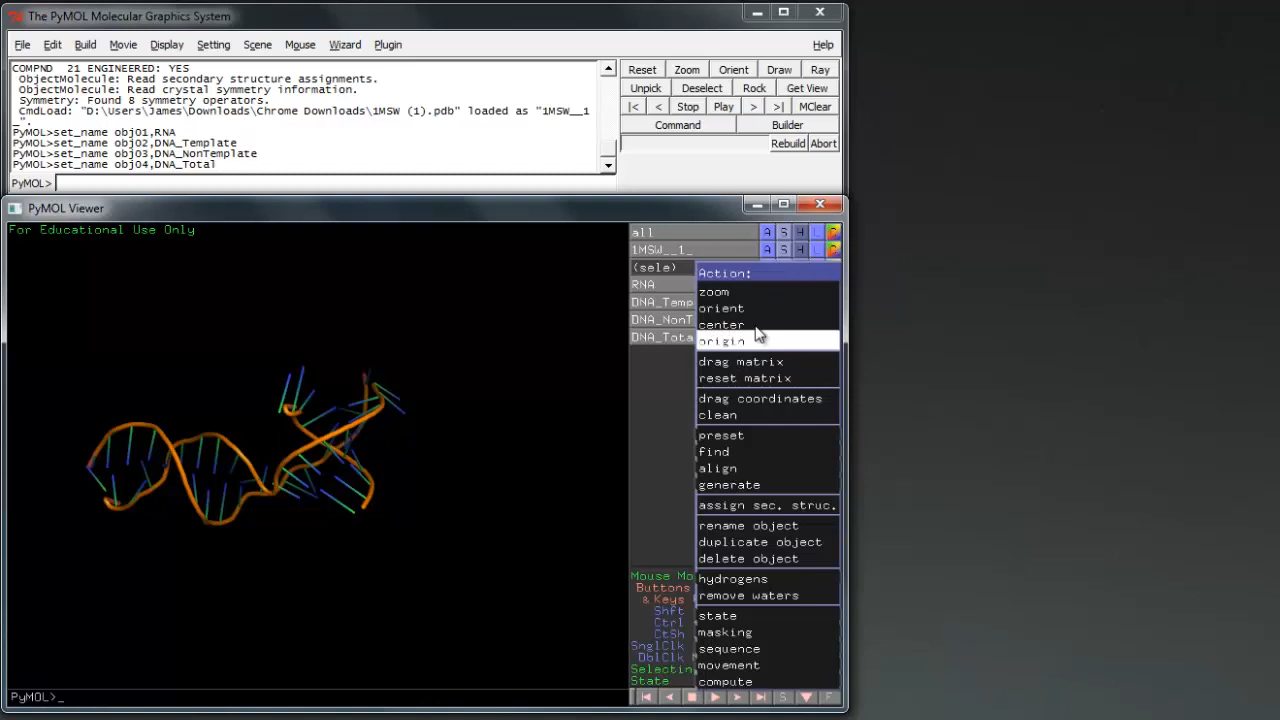 The PyMOL Molecular Graphics System
File Edit Build Movie Display Setting Scene Mouse Wizard Plugin Help
COMPND  21 ENGINEERED: YES
ObjectMolecule: Read secondary structure assignments.
ObjectMolecule: Read crystal symmetry information.
Symmetry: Found 8 symmetry operators.
CmdLoad: "D:\Users\James\Downloads\Chrome Downloads\1MSW (1).pdb" loaded as "1MSW__1
_".
PyMOL>set_name obj01,RNA
PyMOL>set_name obj02,DNA_Template
PyMOL>set_name obj03,DNA_NonTemplate
PyMOL>set_name obj04,DNA_Total
PyMOL>
Reset Zoom Orient Draw Ray
Unpick Deselect Rock Get View
|< < Stop Play > >| MClear
Command Builder
Rebuild Abort
PyMOL Viewer
For Educational Use Only
all A S H L C
1MSW__1_ A S H L C
(sele)
RNA
DNA_Temp
DNA_NonT
DNA_Tota
Action:
zoom
orient
center
origin
drag matrix
reset matrix
drag coordinates
clean
preset
find
align
generate
assign sec. struc.
rename object
duplicate object
delete object
hydrogens
remove waters
state
masking
sequence
movement
compute
Mouse Mo
Buttons
& Keys
Shft
Ctrl
CtSh
SnglClk
DblClk
Selectin
State
S F
PyMOL>_